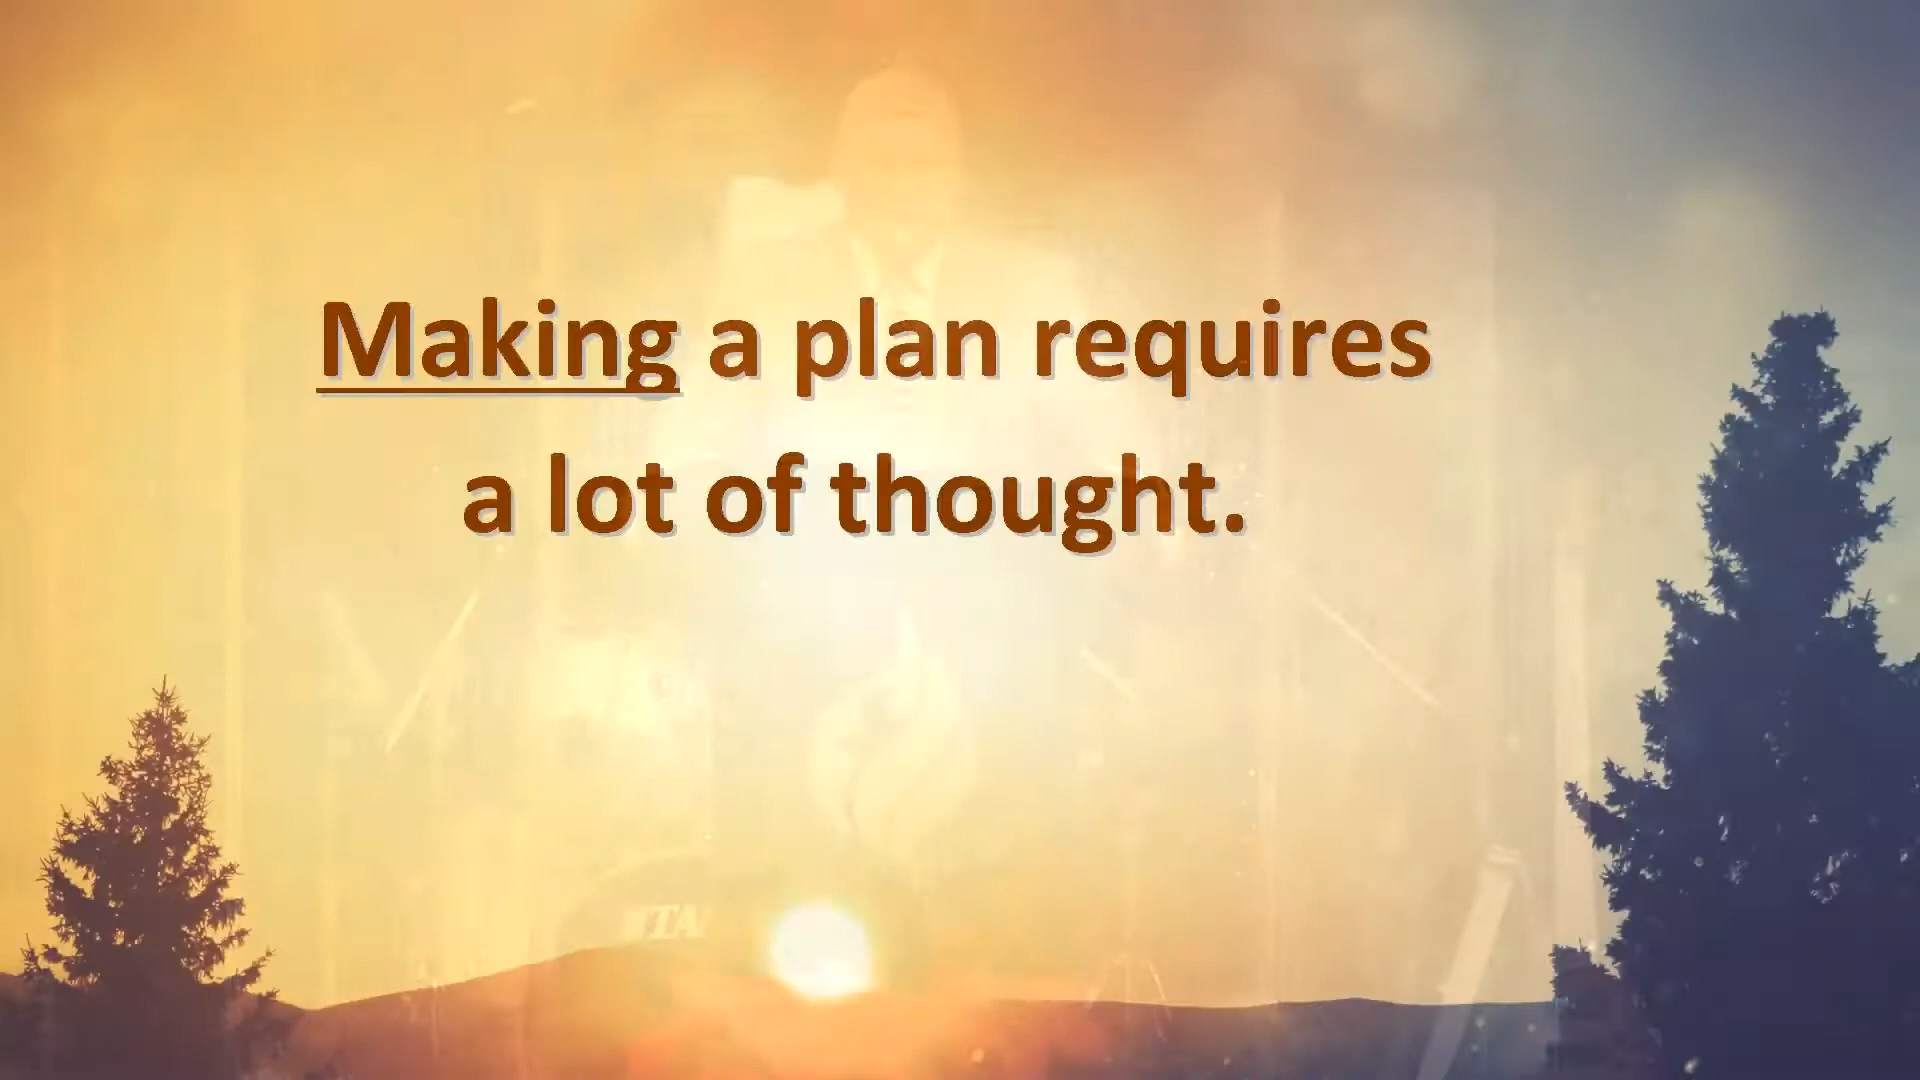 Making a plan requires
a lot of thought.